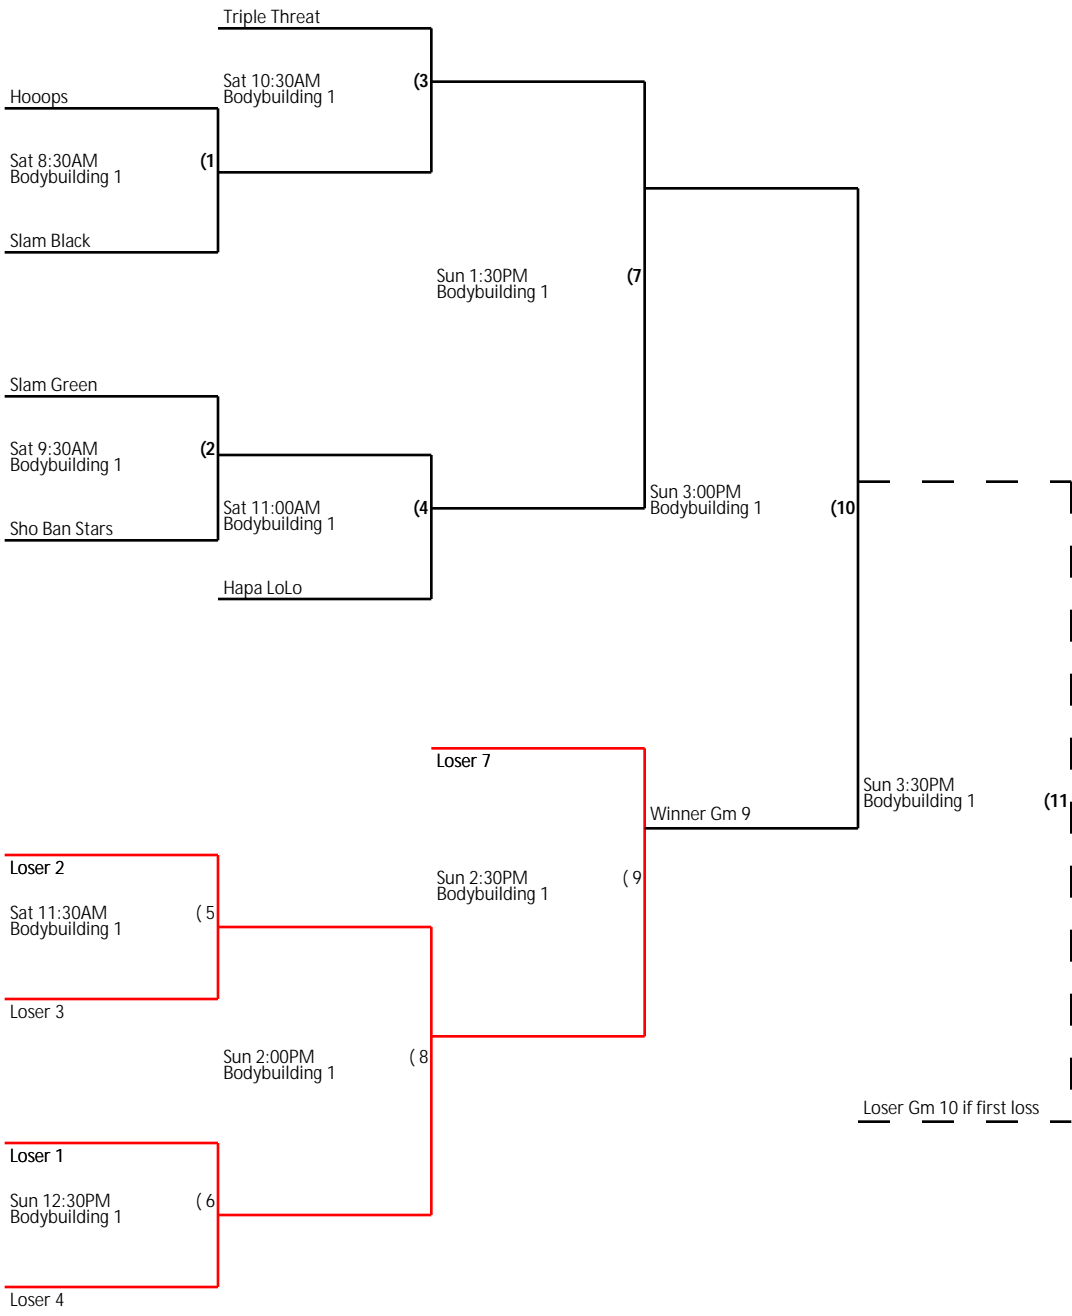 Triple Threat
Sat 10:30AM
Bodybuilding 1
(3
Hooops
Sat 8:30AM
Bodybuilding 1
(1
Slam Black
Sun 1:30PM
Bodybuilding 1
(7
Slam Green
Sat 9:30AM
Bodybuilding 1
(2
Sat 11:00AM
Bodybuilding 1
(4
Sun 3:00PM
Bodybuilding 1
(10
Sho Ban Stars
Hapa LoLo
Loser 7
Sun 3:30PM
Bodybuilding 1
(11
Winner Gm 9
Loser 2
Sat 11:30AM
Bodybuilding 1
( 5
Sun 2:30PM
Bodybuilding 1
( 9
Loser 3
Sun 2:00PM
Bodybuilding 1
( 8
Loser Gm 10 if first loss
Loser 1
Sun 12:30PM
Bodybuilding 1
( 6
Loser 4